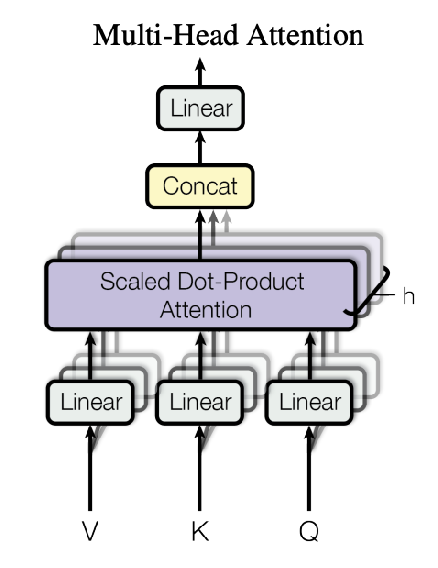 Multi-Head Attention
Linear
Concat
Scaled Dot-Product
Attention
h
Linear Linear Linear
V K Q